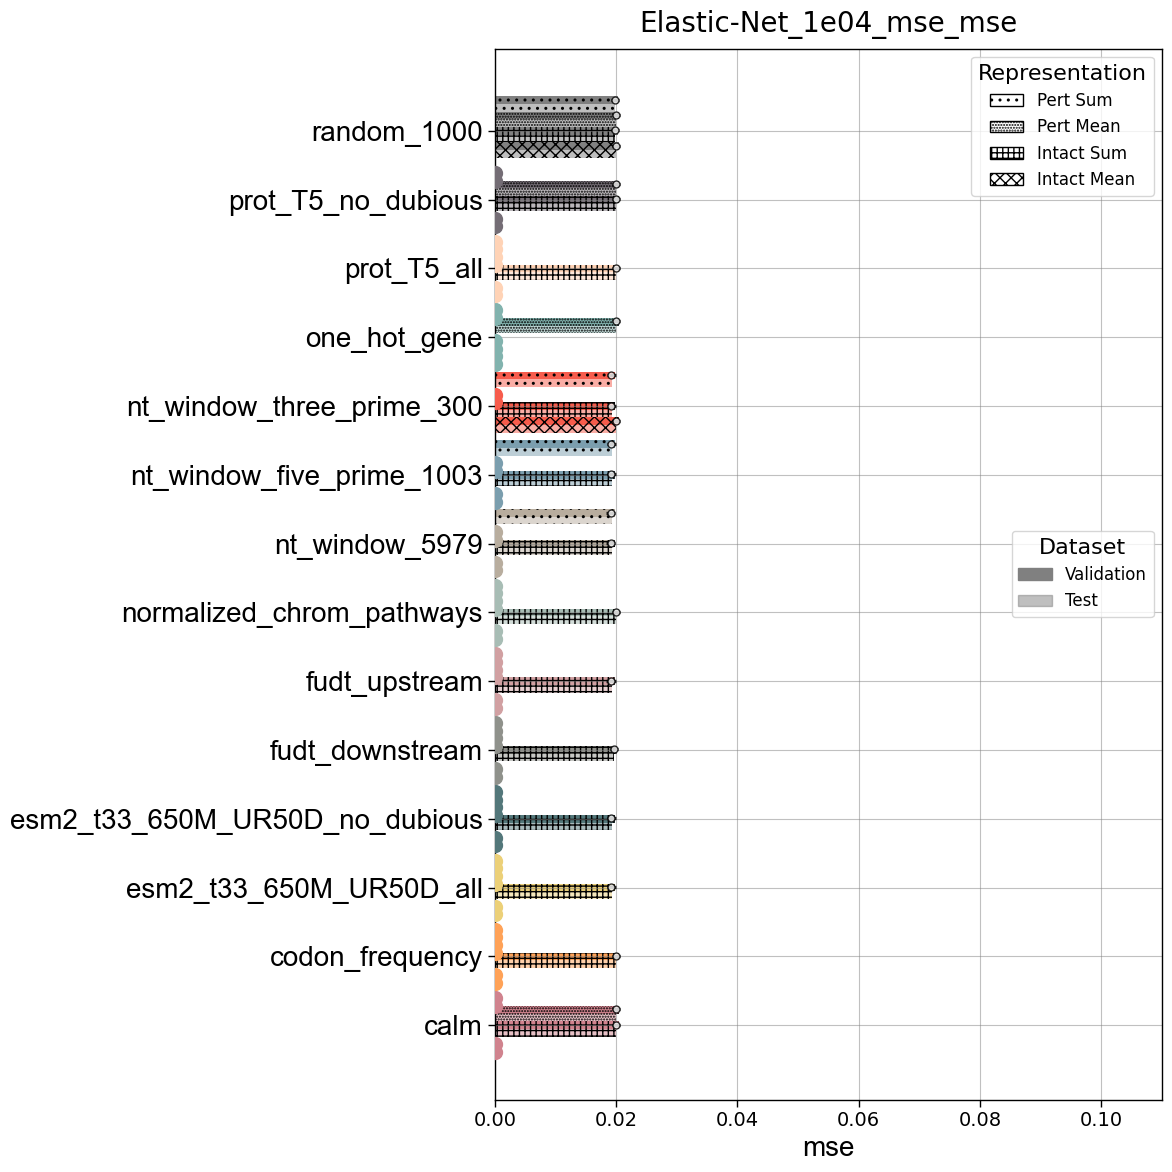 Elastic-Net_1e04_mse_mse
Representation
Pert Sum
Pert Mean
Intact Sum
Intact Mean
random_1000
prot_T5_no_dubious
prot_T5_all
one_hot_gene
nt_window_three_prime_300
nt_window_five_prime_1003
nt_window_5979
Dataset
Validation
Test
normalized_chrom_pathways
fudt_upstream
fudt_downstream
esm2_t33_650M_UR50D_no_dubious
esm2_t33_650M_UR50D_all
codon_frequency
calm
0.00 0.02 0.04 0.06 0.08 0.10
mse